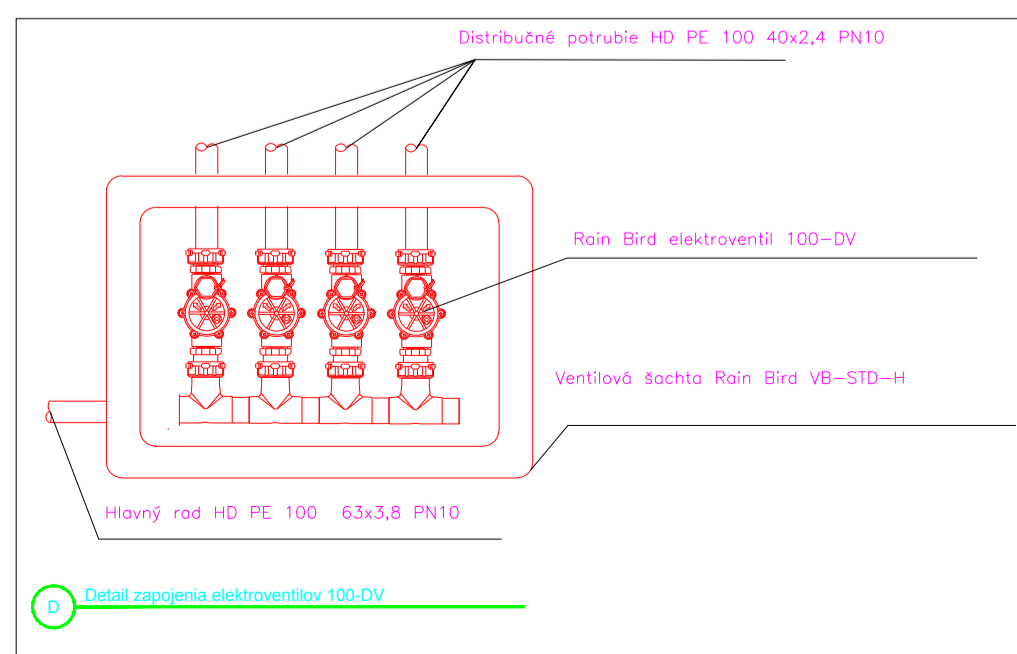 Distribučné potrubie HD PE 100 40x2,4 PN10
Rain Bird elektroventil 100-DV
Ventilová šachta Rain Bird VB-STD-H
Hlavný rad HD PE 100 63x3,8 PN10
D
Detail zapojenia elektroventilov 100-DV